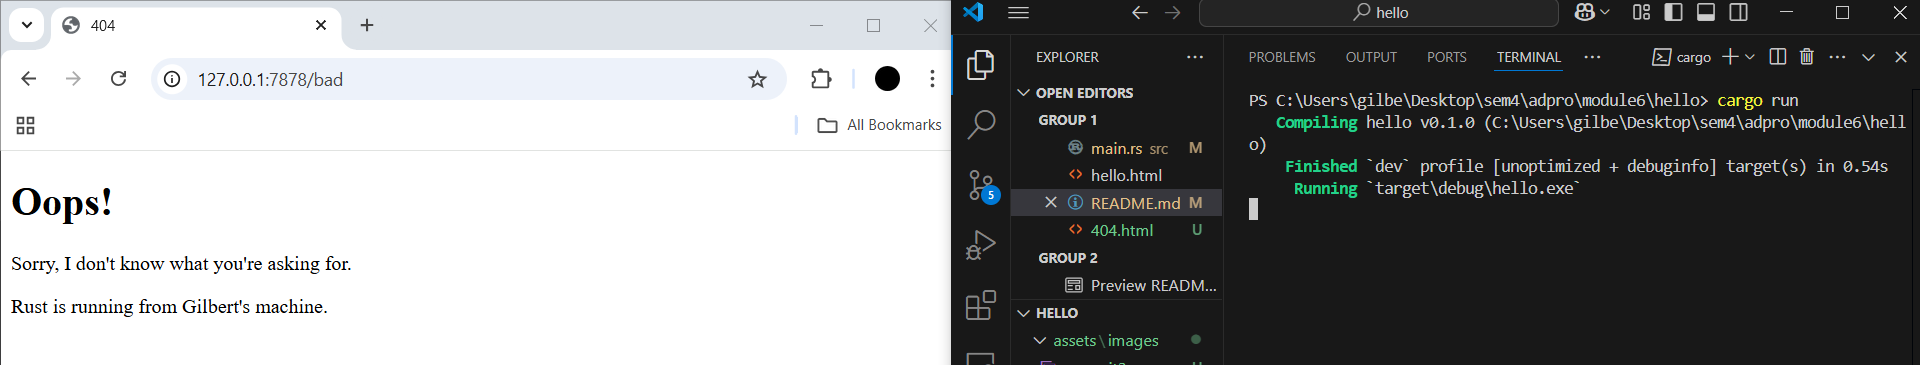 404
127.0.0.1:7878/bad
All Bookmarks
Oops!
Sorry, I don't know what you're asking for.
Rust is running from Gilbert's machine.
hello
EXPLORER
OPEN EDITORS
GROUP 1
main.rs src M
hello.html
README.md M
404.html U
GROUP 2
Preview READM...
HELLO
assets\images
5
PROBLEMS OUTPUT PORTS TERMINAL
cargo
PS C:\Users\gilbe\Desktop\sem4\adpro\module6\hello> cargo run
Compiling hello v0.1.0 (C:\Users\gilbe\Desktop\sem4\adpro\module6\hell
o)
Finished `dev` profile [unoptimized + debuginfo] target(s) in 0.54s
Running `target\debug\hello.exe`